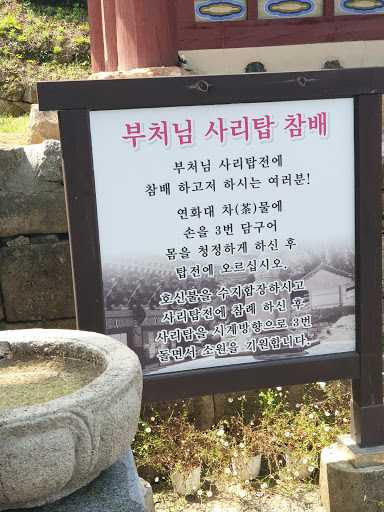 부처님 사리탑 참배
부처님 사리탑전에
참배 하고저 하시는 여러분!
연화대 차(茶)물에
손을 3번 담구어
몸을 청정하게 하신 후
탑전에 오르십시오.
호신불을 수지합장하시고
사리탑전에 참례 하신 후
사리탑을 시계방향으로 3번
돌면서 소원을 기원합니다.